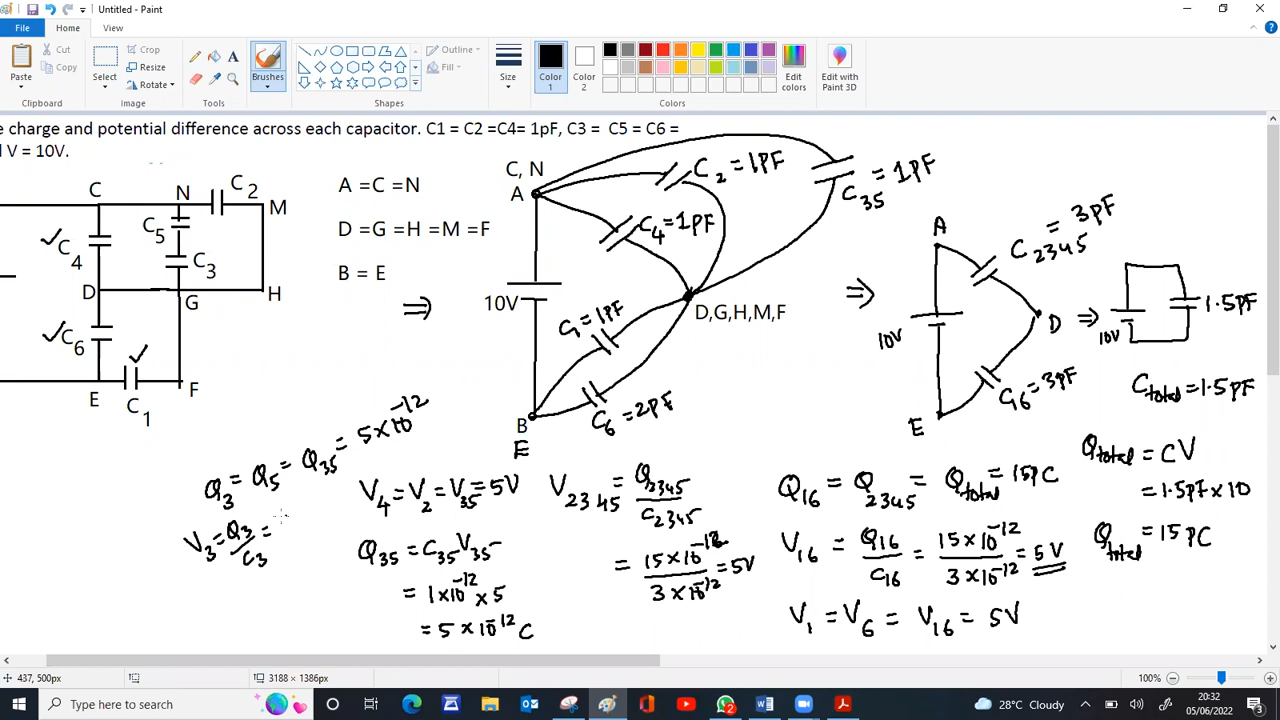 Untitled - Paint
File
Home
View
Paste
Cut
Copy
Clipboard
Select
Crop
Resize
Rotate
Image
Tools
Brushes
Shapes
Outline
Fill
Size
Color 1
Color 2
Edit colors
Edit with Paint 3D
Colors
e charge and potential difference across each capacitor. C1 = C2 =C4= 1pF, C3 = C5 = C6 =
d V = 10V.
C
N
C2
M
C5
C4
C3
D
G
H
C6
E
C1
F
A =C =N
D =G =H =M =F
B = E
⇒
C, N
A
C2=1PF
C4=1PF
C35=1PF
10V
D,G,H,M,F
C1=1PF
C6=2PF
B
E
⇒
A
C2345=3PF
10V
D
C16=3PF
E
⇒
10V
1.5PF
Ctotal=1.5PF
Qtotal = CV
=1.5PF×10
Qtotal =15PC
Q16 = Q2345 = Qtotal = 15PC
V16 = Q16/C16 = 15×10^-12/3×10^-12 = 5V
V1 = V6 = V16 = 5V
V2345 = Q2345/C2345
= 15×10^-12/3×10^-12 = 5V
V4=V2=V35=5V
Q35=C35V35
= 1×10^-12×5
= 5×10^-12 C
Q3=Q5=Q35=5×10^-12
V3=Q3/C3=
437, 500px
3188 × 1386px
100%
Type here to search
28°C Cloudy
ENG
20:32
05/06/2022